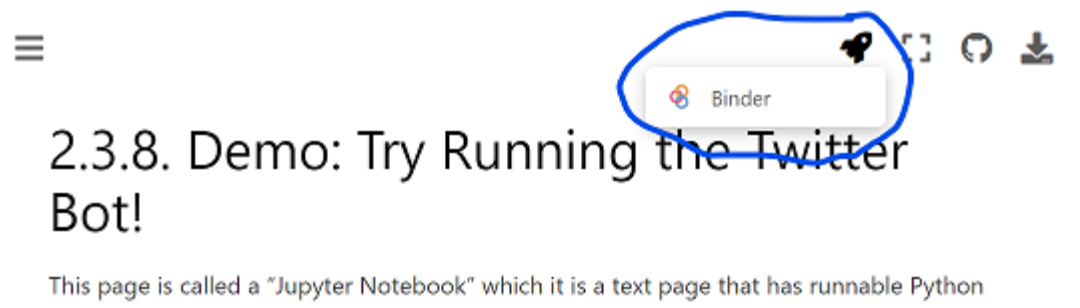 Binder
2.3.8. Demo: Try Running the Twitter
Bot!
This page is called a "Jupyter Notebook" which it is a text page that has runnable Python